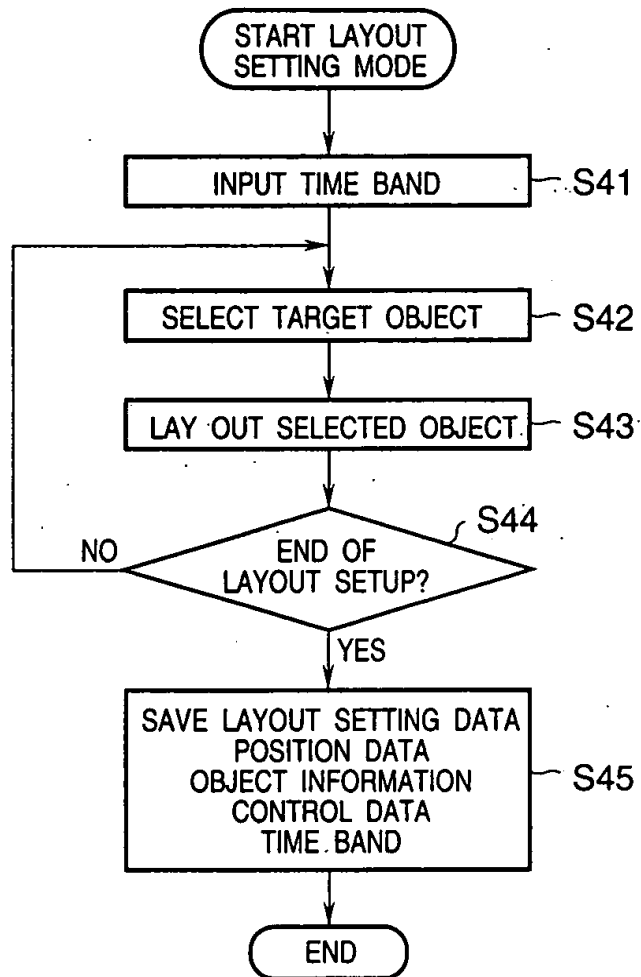 START LAYOUT
SETTING MODE
INPUT TIME BAND
S41
SELECT TARGET OBJECT
S42
LAY OUT SELECTED OBJECT
S43
S44
NO
END OF
LAYOUT SETUP?
YES
SAVE LAYOUT SETTING DATA
POSITION DATA
OBJECT INFORMATION
CONTROL DATA
TIME BAND
S45
END